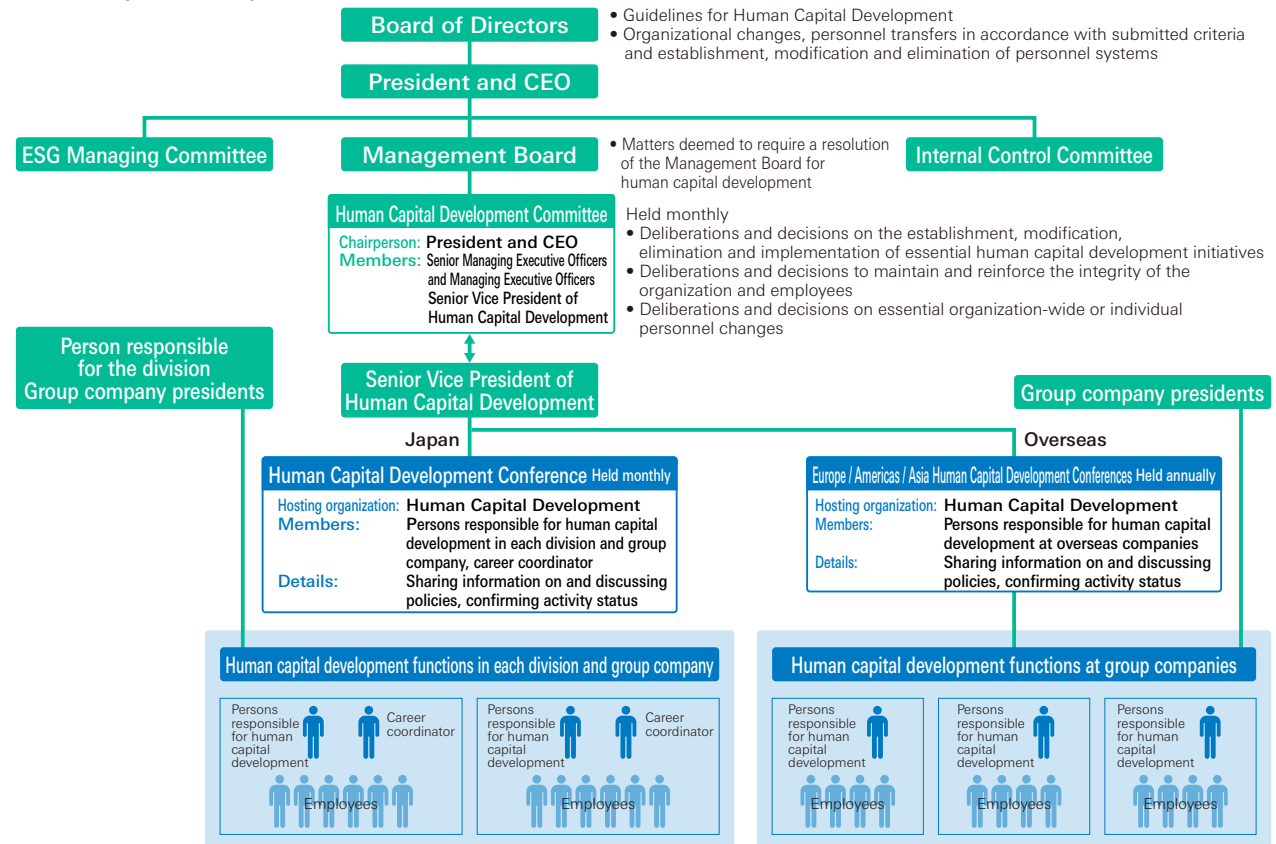 Board of Directors
• Guidelines for Human Capital Development
• Organizational changes, personnel transfers in accordance with submitted criteria
and establishment, modification and elimination of personnel systems
President and CEO
ESG Managing Committee
Management Board
• Matters deemed to require a resolution
of the Management Board for
human capital development
Internal Control Committee
Human Capital Development Committee
Chairperson: President and CEO
Members: Senior Managing Executive Officers
and Managing Executive Officers
Senior Vice President of
Human Capital Development
Held monthly
• Deliberations and decisions on the establishment, modification,
elimination and implementation of essential human capital development initiatives
• Deliberations and decisions to maintain and reinforce the integrity of the
organization and employees
• Deliberations and decisions on essential organization-wide or individual
personnel changes
Person responsible
for the division
Group company presidents
Senior Vice President of
Human Capital Development
Group company presidents
Japan
Overseas
Human Capital Development Conference Held monthly
Hosting organization: Human Capital Development
Members: Persons responsible for human capital
development in each division and group
company, career coordinator
Details: Sharing information on and discussing
policies, confirming activity status
Europe / Americas / Asia Human Capital Development Conferences Held annually
Hosting organization: Human Capital Development
Members: Persons responsible for human capital
development at overseas companies
Details: Sharing information on and discussing
policies, confirming activity status
Human capital development functions in each division and group company
Persons
responsible
for human
capital
development
Career
coordinator
Employees
Persons
responsible
for human
capital
development
Career
coordinator
Employees
Human capital development functions at group companies
Persons
responsible
for human
capital
development
Employees
Persons
responsible
for human
capital
development
Employees
Persons
responsible
for human
capital
development
Employees